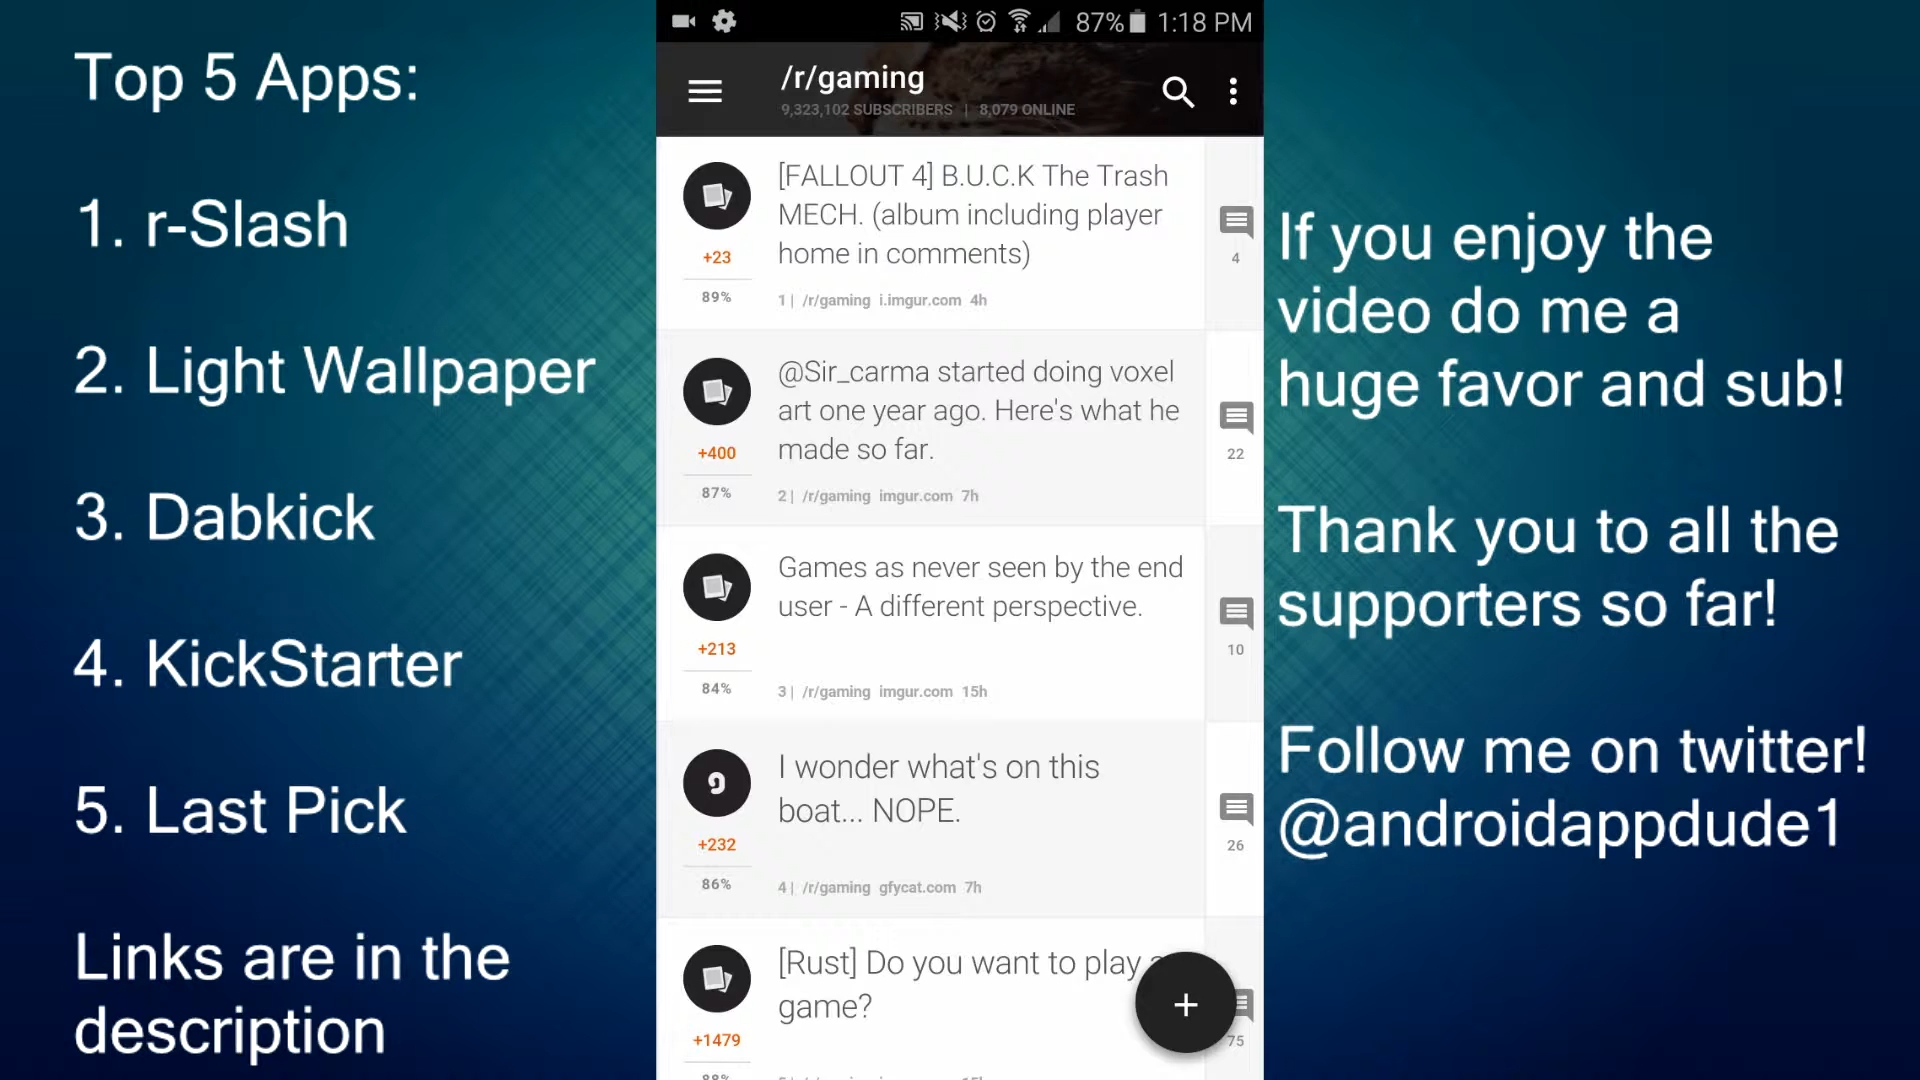 Top 5 Apps:
1. r-Slash
2. Light Wallpaper
3. Dabkick
4. KickStarter
5. Last Pick
Links are in the
description
87% 1:18 PM
/r/gaming
9,323,102 SUBSCRIBERS | 8,079 ONLINE
[FALLOUT 4] B.U.C.K The Trash
MECH. (album including player
home in comments)
+23
89%
1 | /r/gaming i.imgur.com 4h
4
@Sir_carma started doing voxel
art one year ago. Here's what he
made so far.
+400
87%
2 | /r/gaming imgur.com 7h
22
Games as never seen by the end
user - A different perspective.
+213
84%
3 | /r/gaming imgur.com 15h
10
I wonder what's on this
boat... NOPE.
+232
86%
4 | /r/gaming gfycat.com 7h
26
[Rust] Do you want to play a
game?
+1479
88%
75
If you enjoy the
video do me a
huge favor and sub!
Thank you to all the
supporters so far!
Follow me on twitter!
@androidappdude1